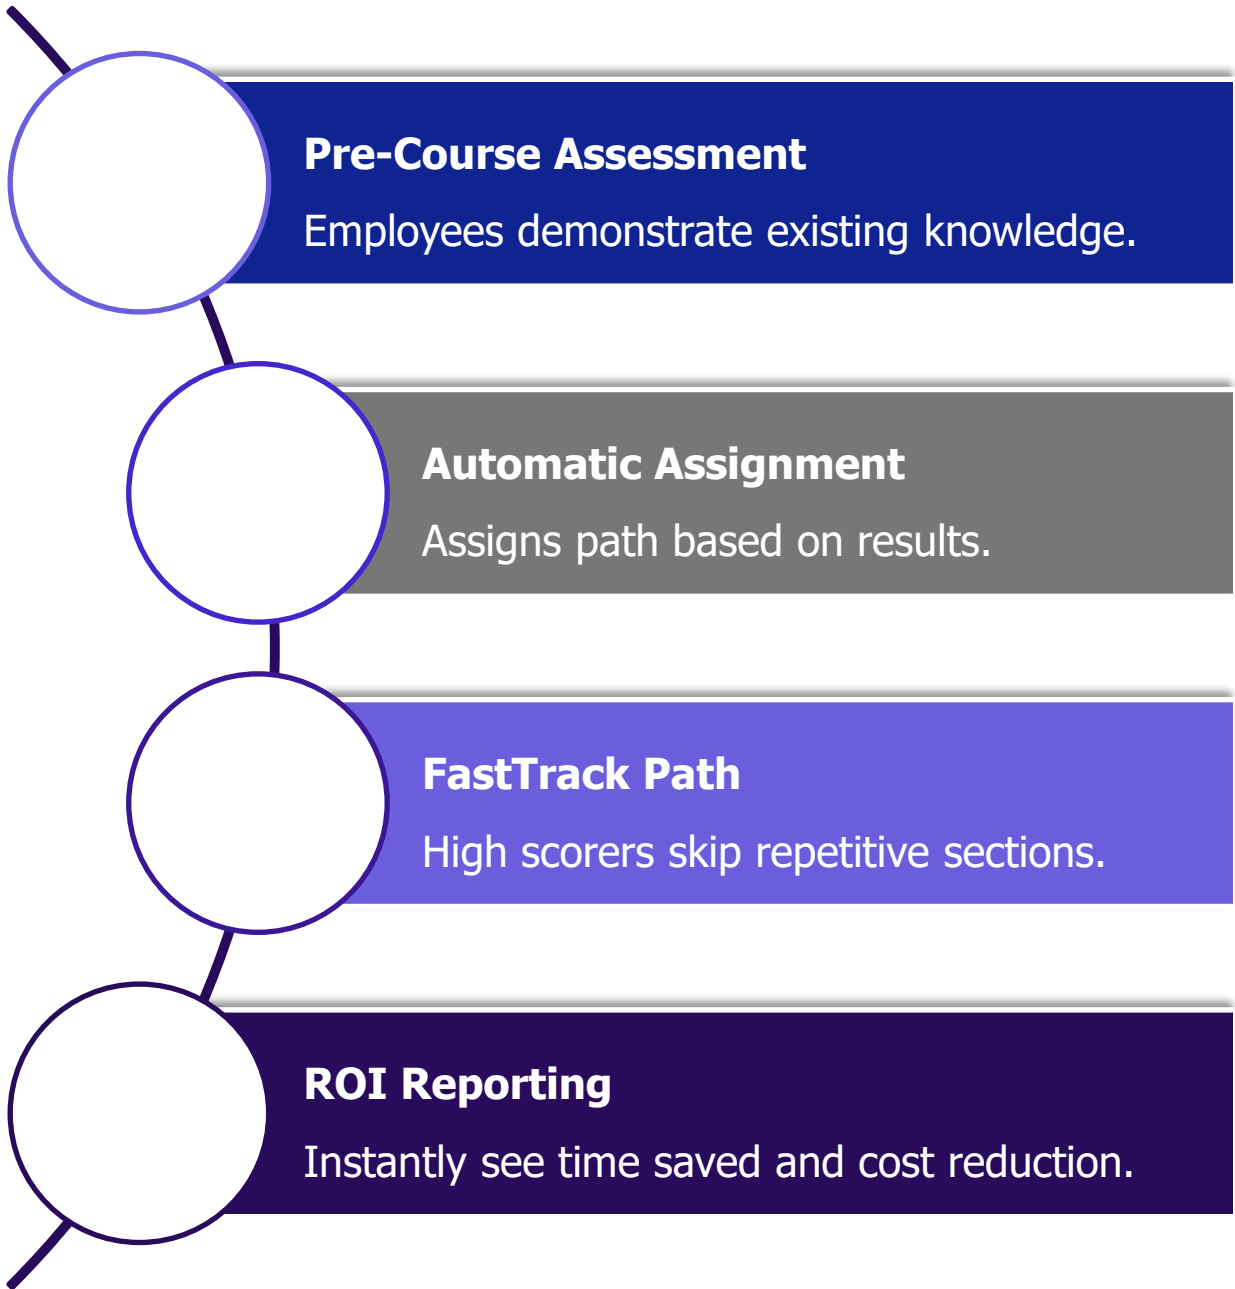 Pre-Course Assessment
Employees demonstrate existing knowledge.
Automatic Assignment
Assigns path based on results.
FastTrack Path
High scorers skip repetitive sections.
ROI Reporting
Instantly see time saved and cost reduction.